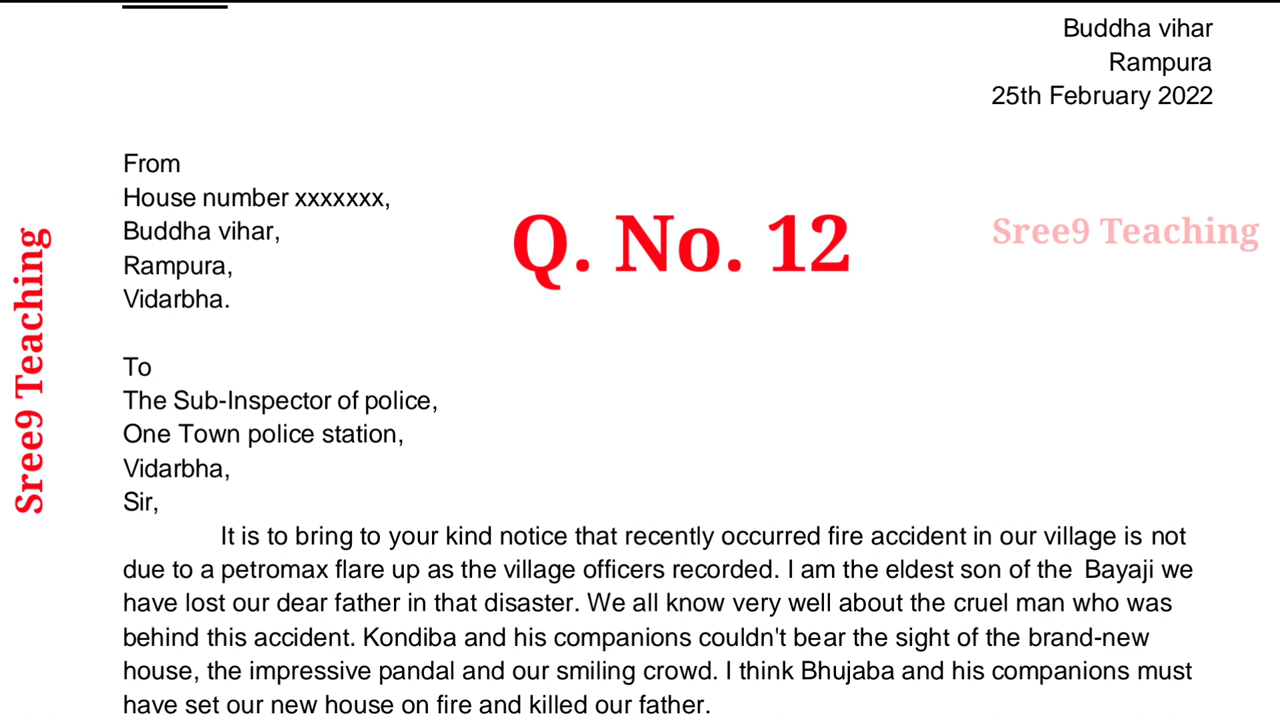 Buddha vihar
Rampura
25th February 2022
From
House number xxxxxxx,
Buddha vihar,
Rampura,
Vidarbha.
Q. No. 12
Sree9 Teaching
Sree9 Teaching
To
The Sub-Inspector of police,
One Town police station,
Vidarbha,
Sir,
It is to bring to your kind notice that recently occurred fire accident in our village is not
due to a petromax flare up as the village officers recorded. I am the eldest son of the Bayaji we
have lost our dear father in that disaster. We all know very well about the cruel man who was
behind this accident. Kondiba and his companions couldn't bear the sight of the brand-new
house, the impressive pandal and our smiling crowd. I think Bhujaba and his companions must
have set our new house on fire and killed our father.